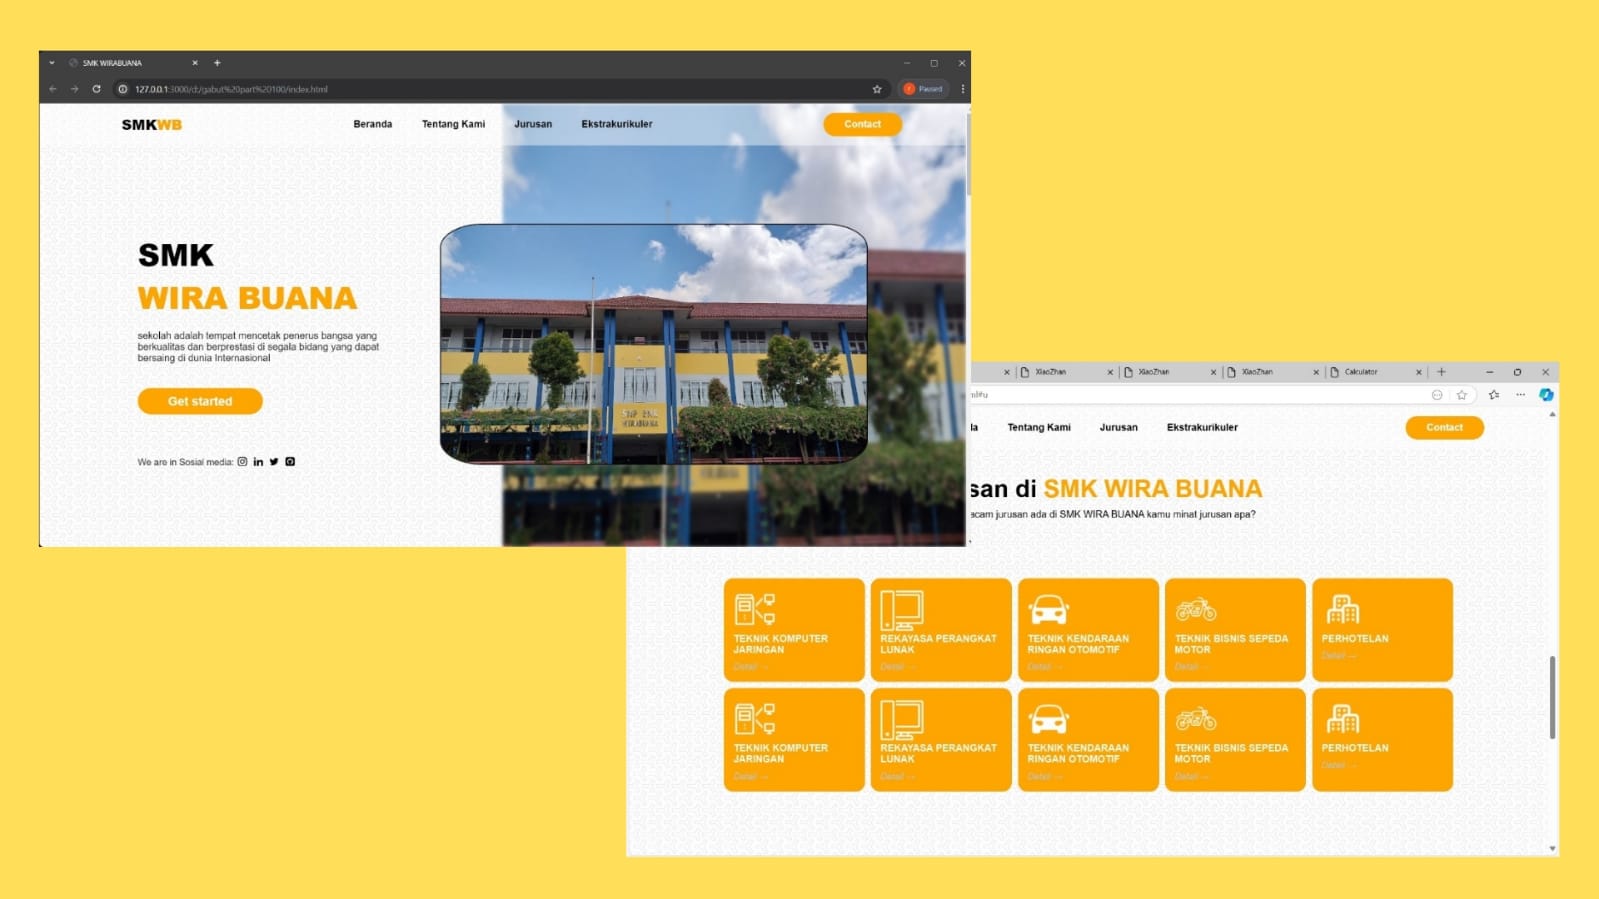 SMK WIRABUANA
127.0.0.1:3000/d:/gabut%20part%20100/index.html
Paused
SMKWB
Beranda
Tentang Kami
Jurusan
Ekstrakurikuler
Contact
SMK
WIRA BUANA
sekolah adalah tempat mencetak penerus bangsa yang
berkualitas dan berprestasi di segala bidang yang dapat
bersaing di dunia Internasional
Get started
We are in Sosial media:
SMP SMK
WIRABUANA
XiaoZhan
XiaoZhan
XiaoZhan
Calculator
Tentang Kami
Jurusan
Ekstrakurikuler
Contact
san di SMK WIRA BUANA
acam jurusan ada di SMK WIRA BUANA kamu minat jurusan apa?
TEKNIK KOMPUTER
JARINGAN
Detail →
REKAYASA PERANGKAT
LUNAK
Detail →
TEKNIK KENDARAAN
RINGAN OTOMOTIF
Detail →
TEKNIK BISNIS SEPEDA
MOTOR
Detail →
PERHOTELAN
Detail →
TEKNIK KOMPUTER
JARINGAN
Detail →
REKAYASA PERANGKAT
LUNAK
Detail →
TEKNIK KENDARAAN
RINGAN OTOMOTIF
Detail →
TEKNIK BISNIS SEPEDA
MOTOR
Detail →
PERHOTELAN
Detail →